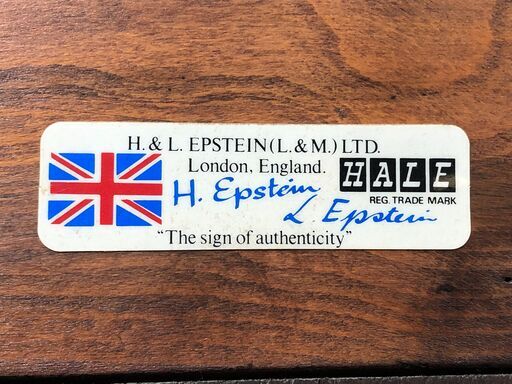 H. & L. EPSTEIN (L. & M.) LTD.
London, England.
HALE
REG. TRADE MARK
H. Epstein
L Epstein
"The sign of authenticity"